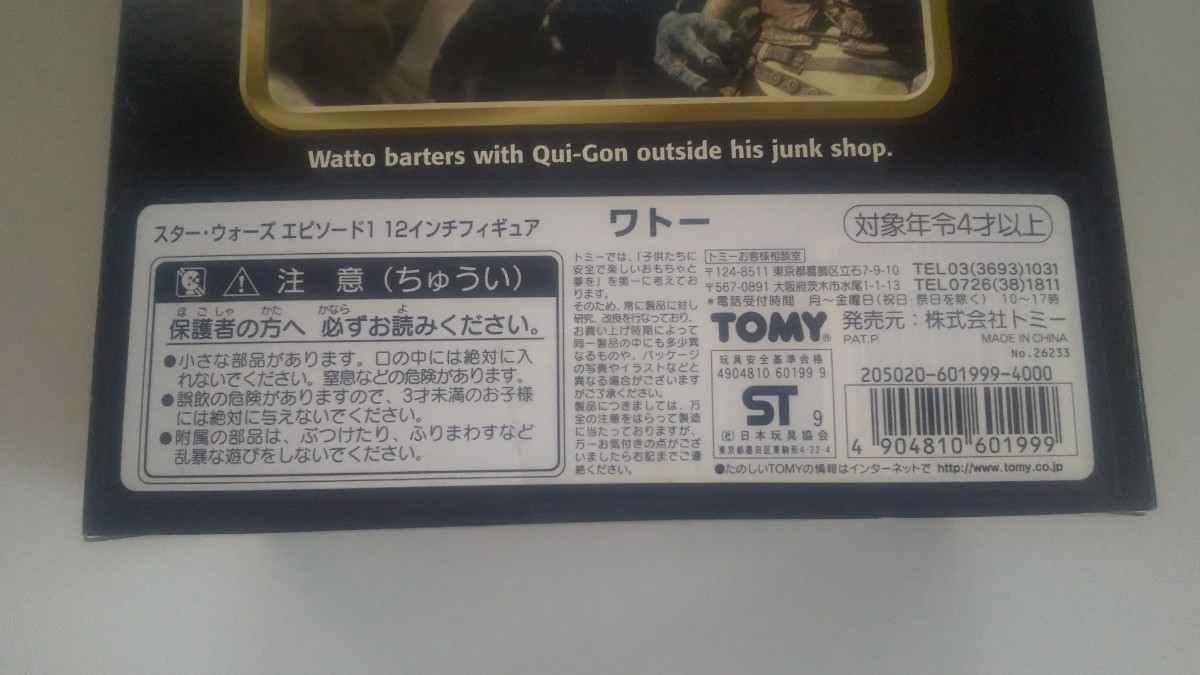 Watto barters with Qui-Gon outside his junk shop.
スター・ウォーズ エピソード1 12インチフィギュア
ワトー
対象年令4才以上
注 意 (ちゅうい)
ほごしゃ かた かなら よ
保護者の方へ 必ずお読みください。
●小さな部品があります。口の中には絶対に入
れないでください。窒息などの危険があります。
●誤飲の危険がありますので、3才未満のお子様
には絶対に与えないでください。
●附属の部品は、ぶつけたり、ふりまわすなど
乱暴な遊びをしないでください。
トミーでは、「子供たちに
安全で楽しいおもちゃと
夢を」を第一に考えてお
ります。
そのため、常に製品に対し
研究、改良を行なっており、
お買い上げ時期によって
同一製品の中にも多少異
なるものや、パッケージ
の写真やイラストなどと
異なる場合がございます
がご了承ください。
製品につきましては、万
全の注意をはらって製造
に当たっておりますが、
万一お気付きの点がござ
いましたら右記までご連
絡ください。
トミーお客様相談室
〒124-8511 東京都葛飾区立石7-9-10 TEL03(3693)1031
〒567-0891 大阪府茨木市水尾1-1-13 TEL0726(38)1811
*電話受付時間 月~金曜日(祝日・祭日を除く) 10~17時
TOMY® 発売元:株式会社トミー
PAT.P. MADE IN CHINA
No.26233
玩具安全基準合格
4904810 60199 9
ST 9
(社)日本玩具協会
東京都墨田区東駒形4-22-4
205020-601999-4000
4 904810 601999
●たのしいTOMYの情報はインターネットで http://www.tomy.co.jp